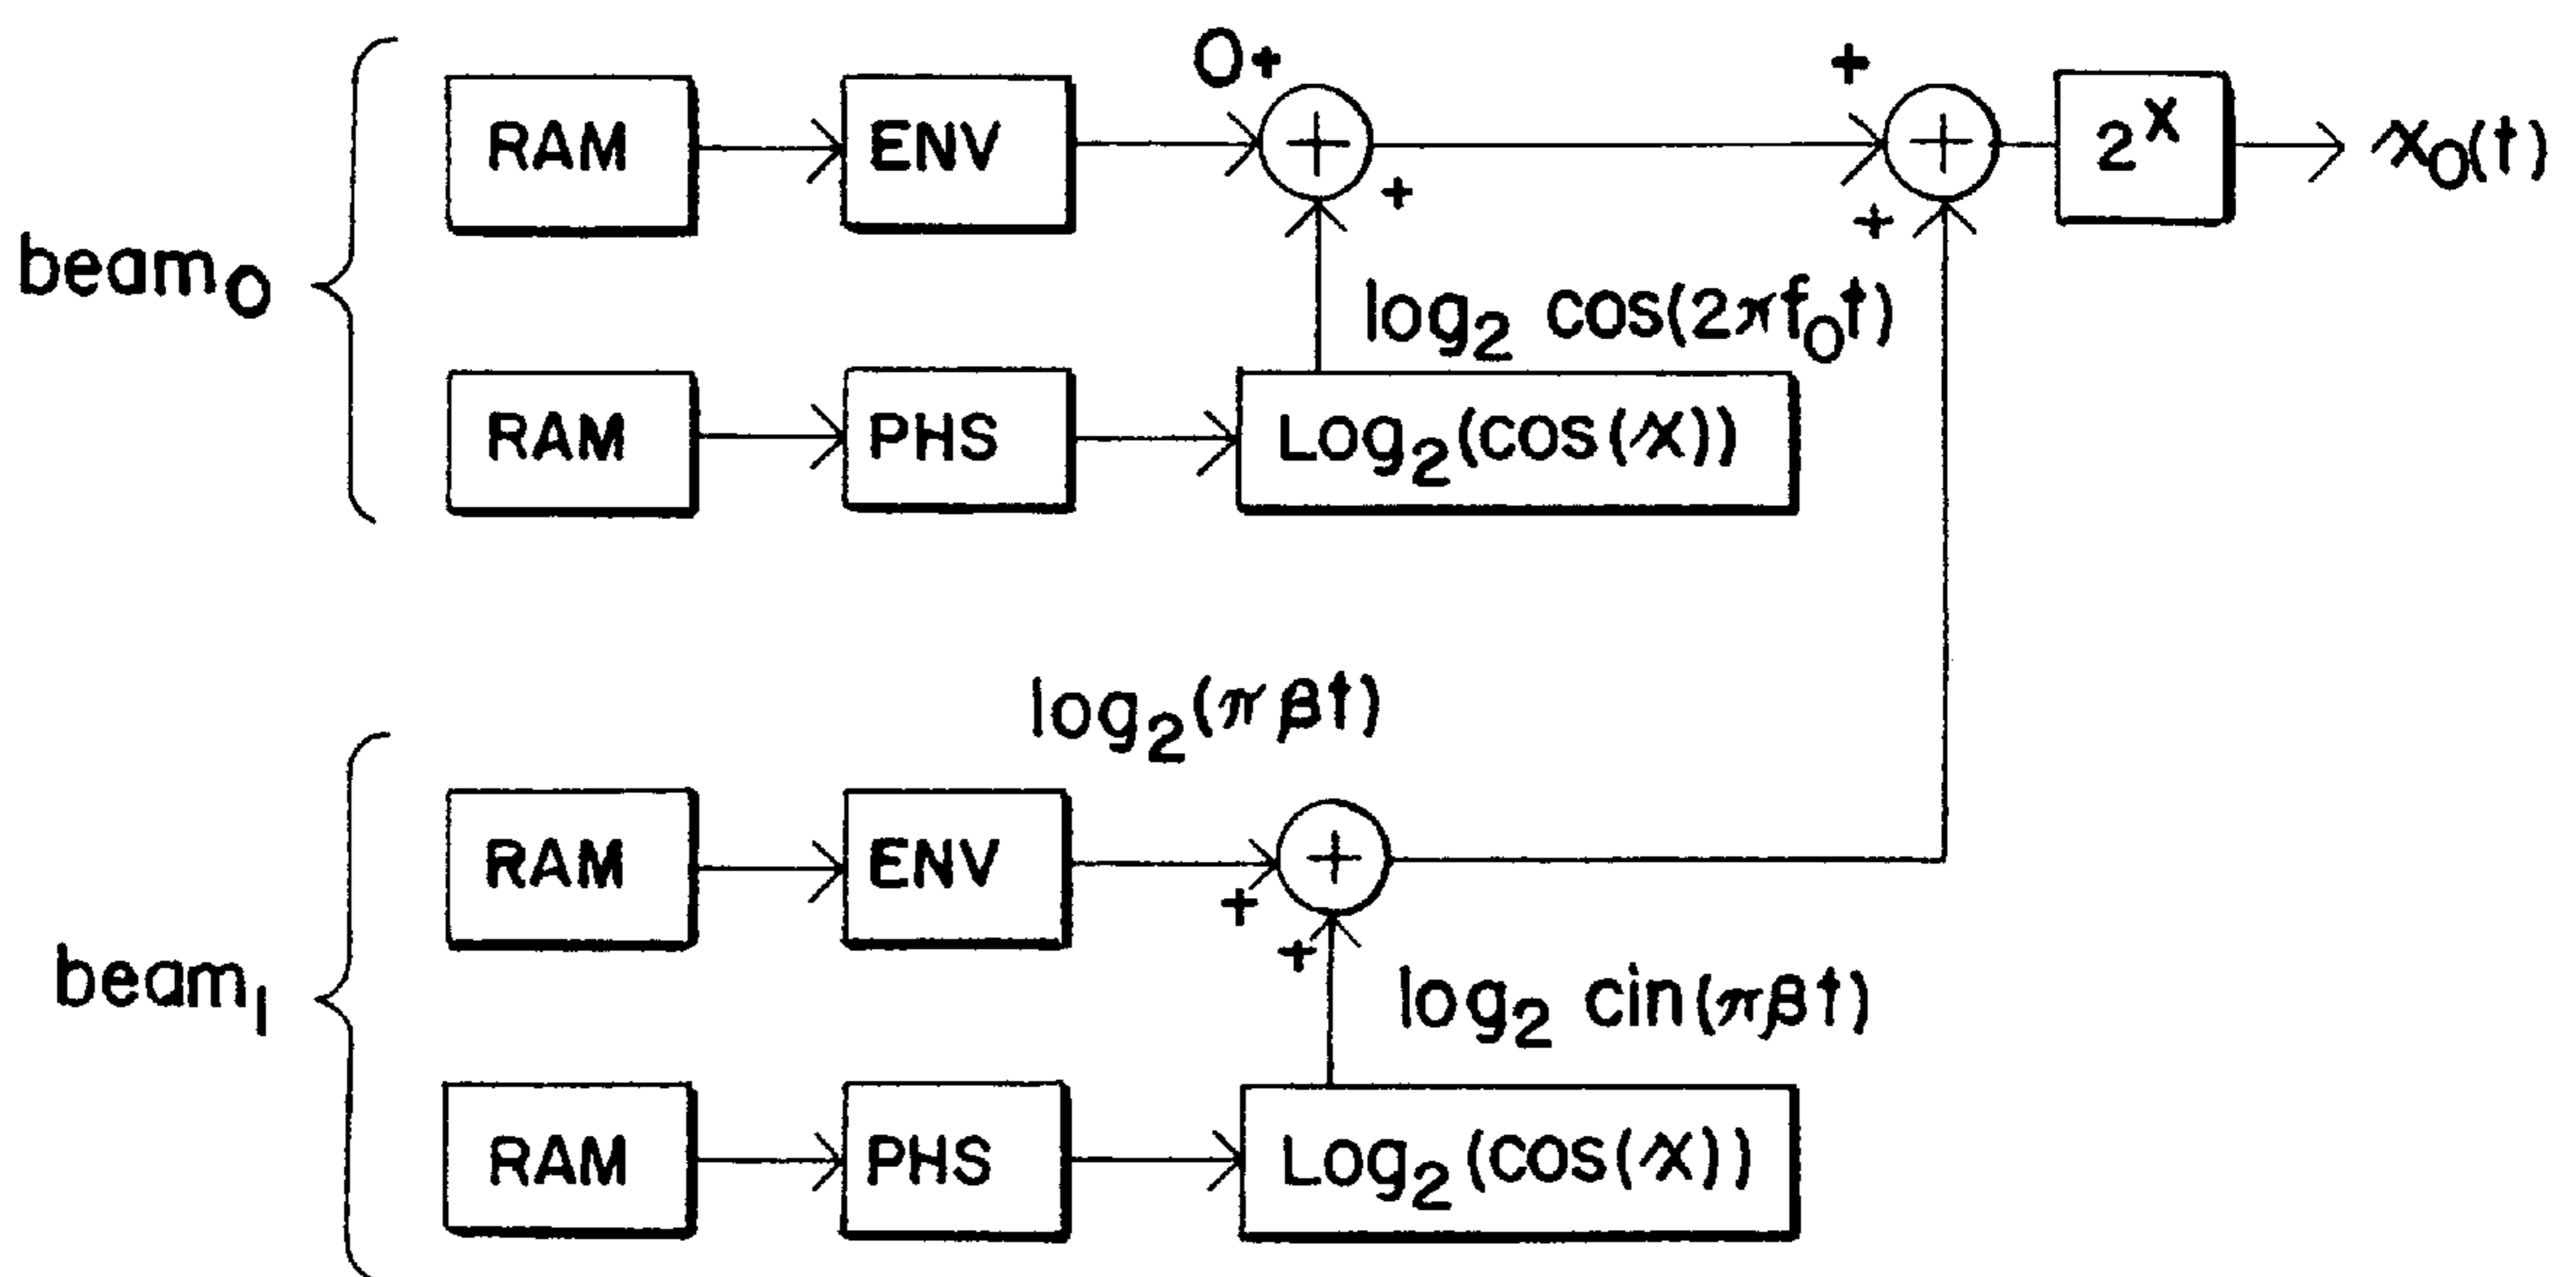 0+
+
RAM
ENV
+
+
2^x
x₀(t)
+
+
beam₀
log₂ cos(2πf₀t)
RAM
PHS
Log₂(cos(x))
log₂(πβt)
RAM
ENV
+
+
+
beam₁
log₂ cin(πβt)
RAM
PHS
Log₂(cos(x))